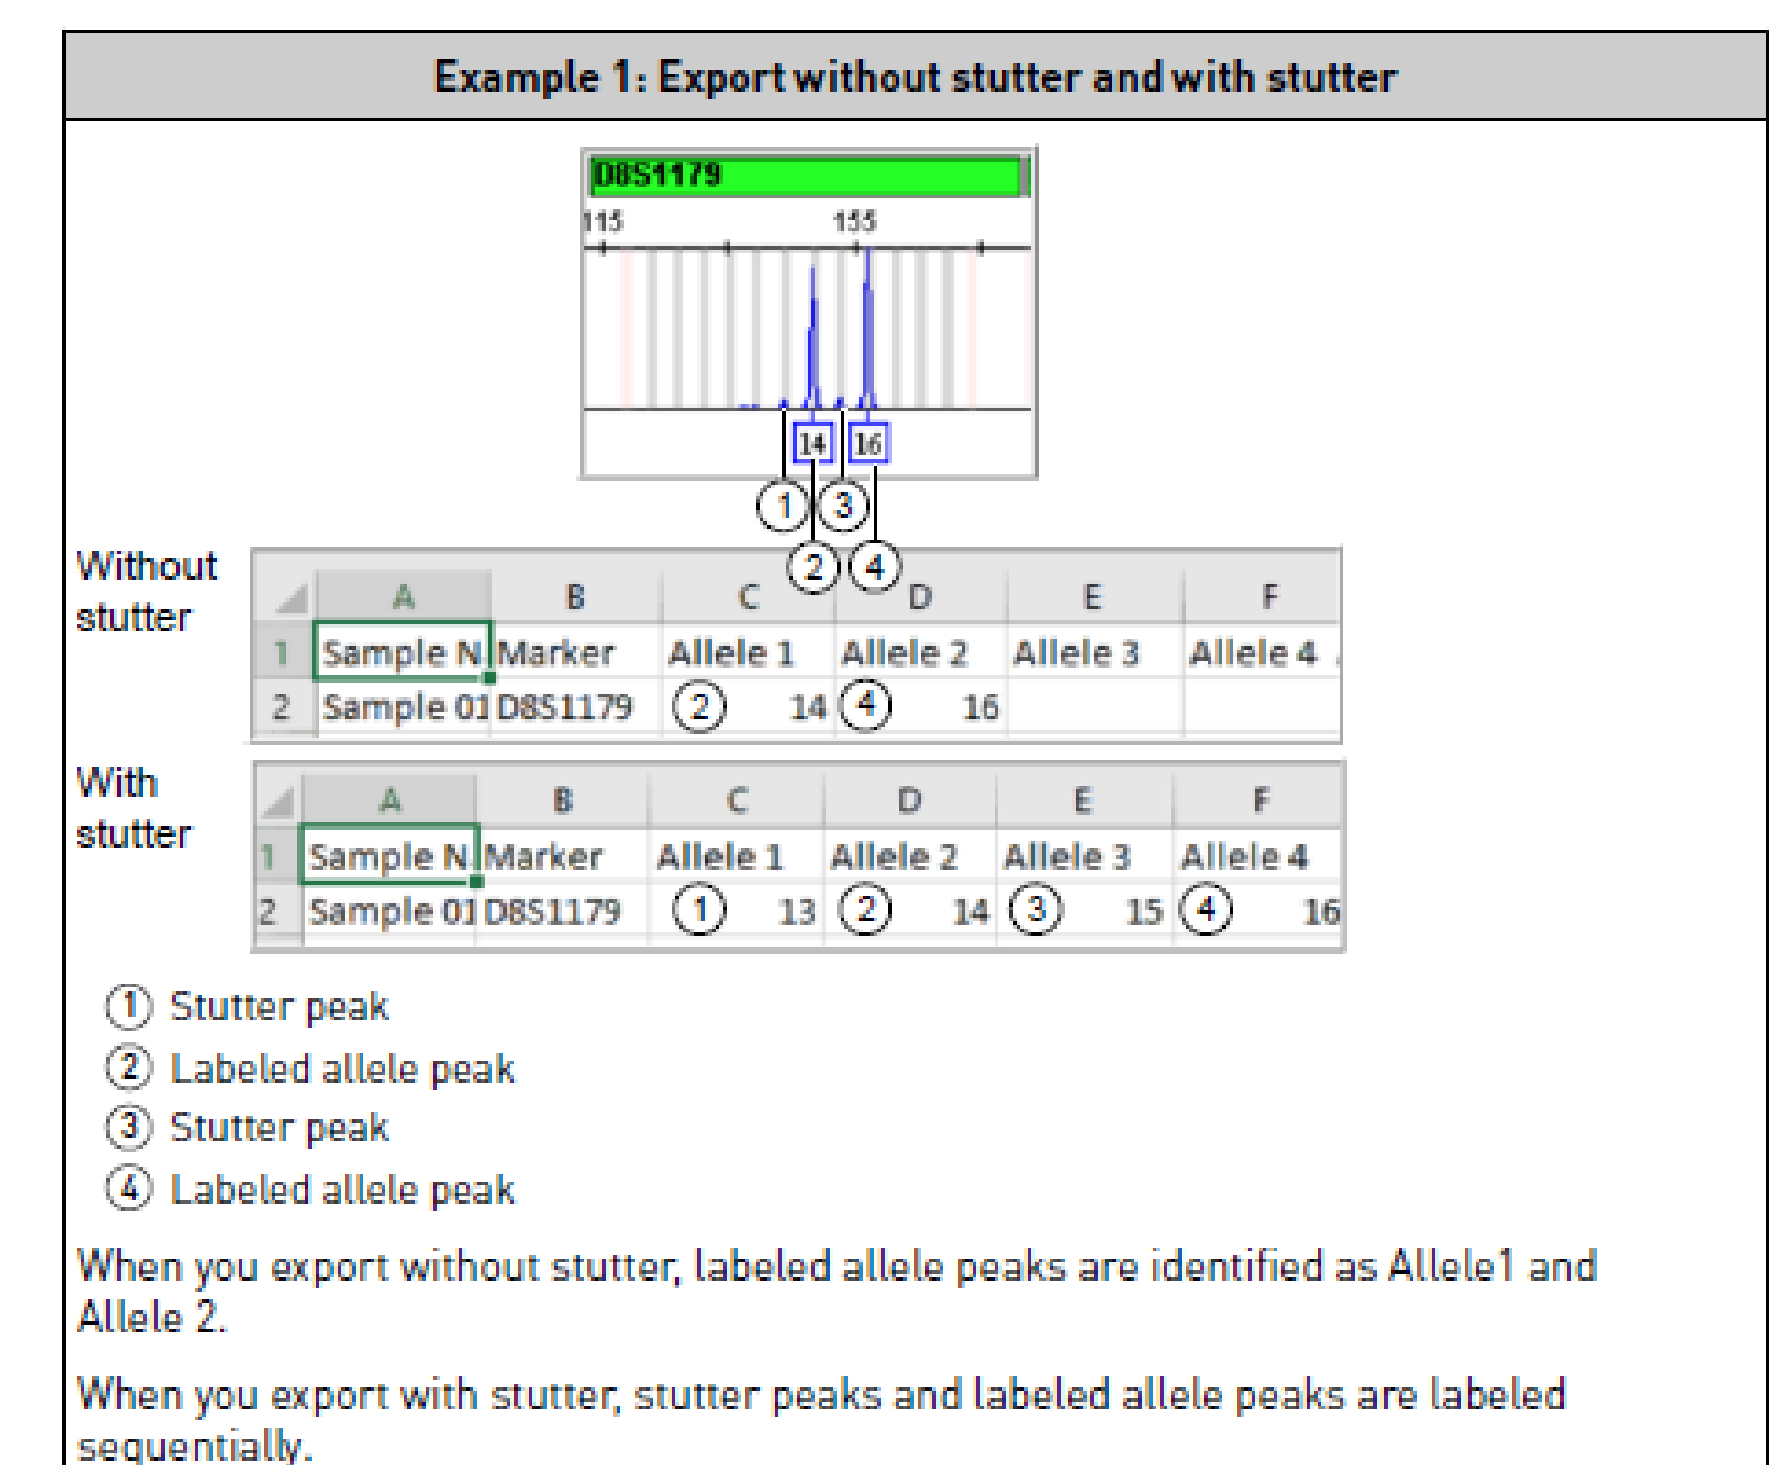 Example 1: Export without stutter and with stutter
D8S1179
115 155
14 16
1 3
2 4
Without
stutter
A B C D E F
1 Sample N Marker Allele 1 Allele 2 Allele 3 Allele 4
2 Sample 01 D8S1179 2 14 4 16
With
stutter
A B C D E F
1 Sample N Marker Allele 1 Allele 2 Allele 3 Allele 4
2 Sample 01 D8S1179 1 13 2 14 3 15 4 16
1 Stutter peak
2 Labeled allele peak
3 Stutter peak
4 Labeled allele peak
When you export without stutter, labeled allele peaks are identified as Allele1 and
Allele 2.
When you export with stutter, stutter peaks and labeled allele peaks are labeled
sequentially.